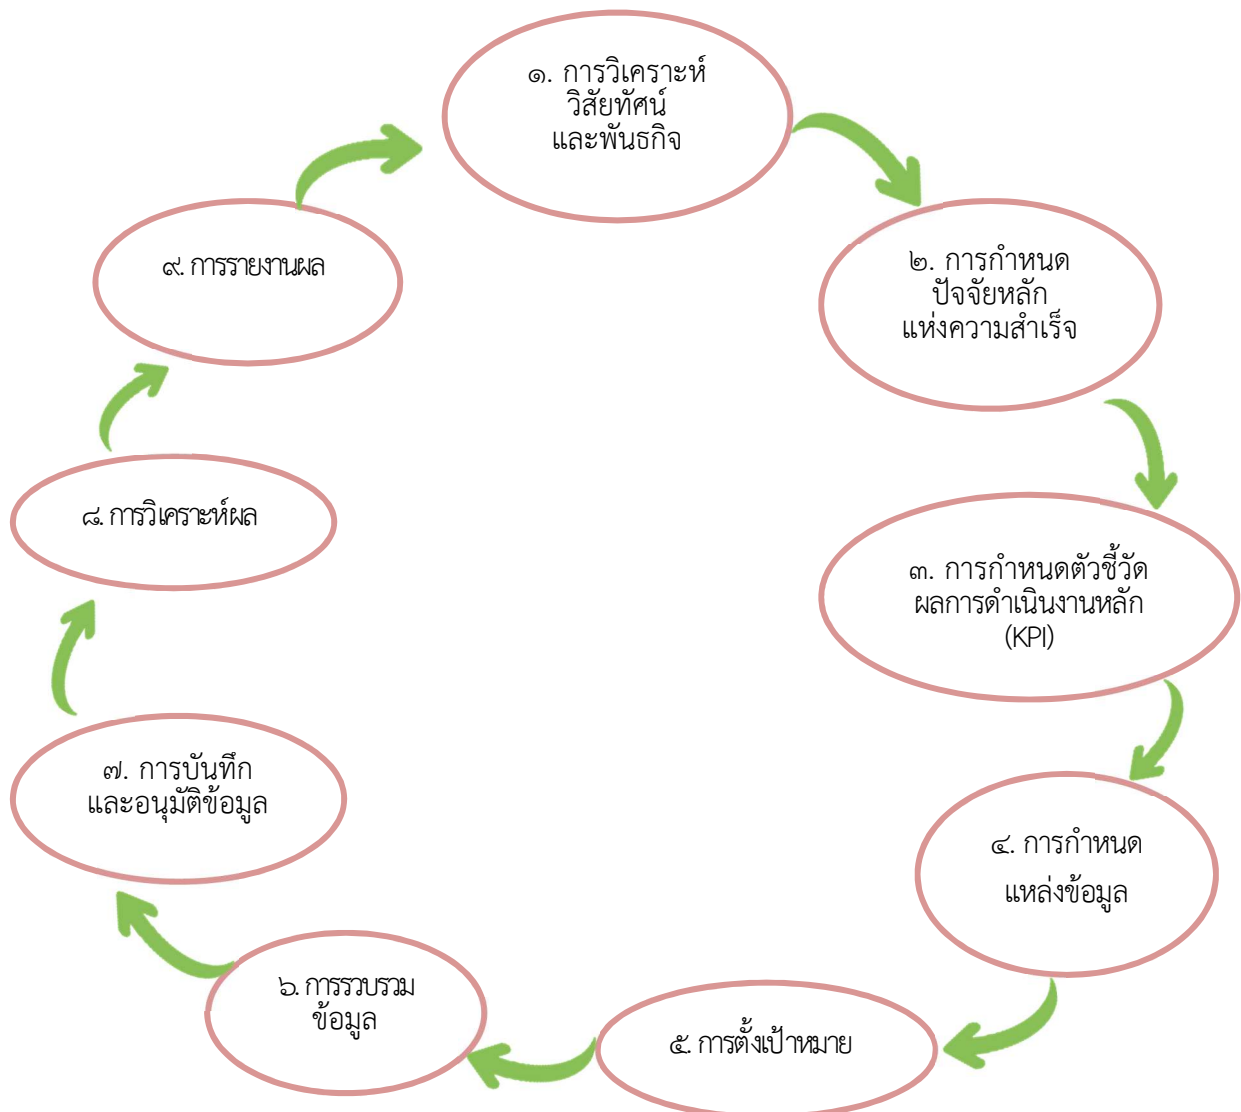 ๑. การวิเคราะห์
วิสัยทัศน์
และพันธกิจ
๒. การกำหนด
ปัจจัยหลัก
แห่งความสำเร็จ
๓. การกำหนดตัวชี้วัด
ผลการดำเนินงานหลัก
(KPI)
๔. การกำหนด
แหล่งข้อมูล
๕. การตั้งเป้าหมาย
๖. การรวบรวม
ข้อมูล
๗. การบันทึก
และอนุมัติข้อมูล
๘. การวิเคราะห์ผล
๙. การรายงานผล